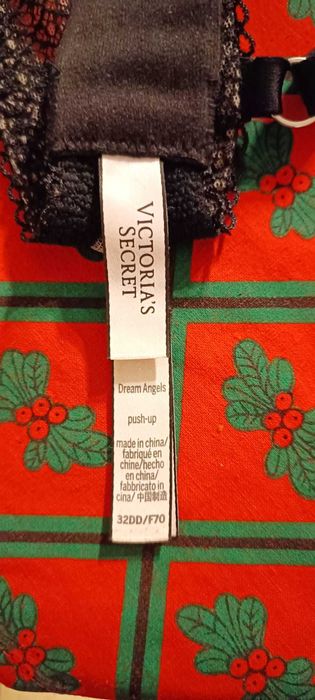 VICTORIA'S
SECRET
Dream Angels
push-up
made in china/
fabriqué en
chine/hecho
en china/
fabbricato in
cina/ 中国制造
32DD/F70